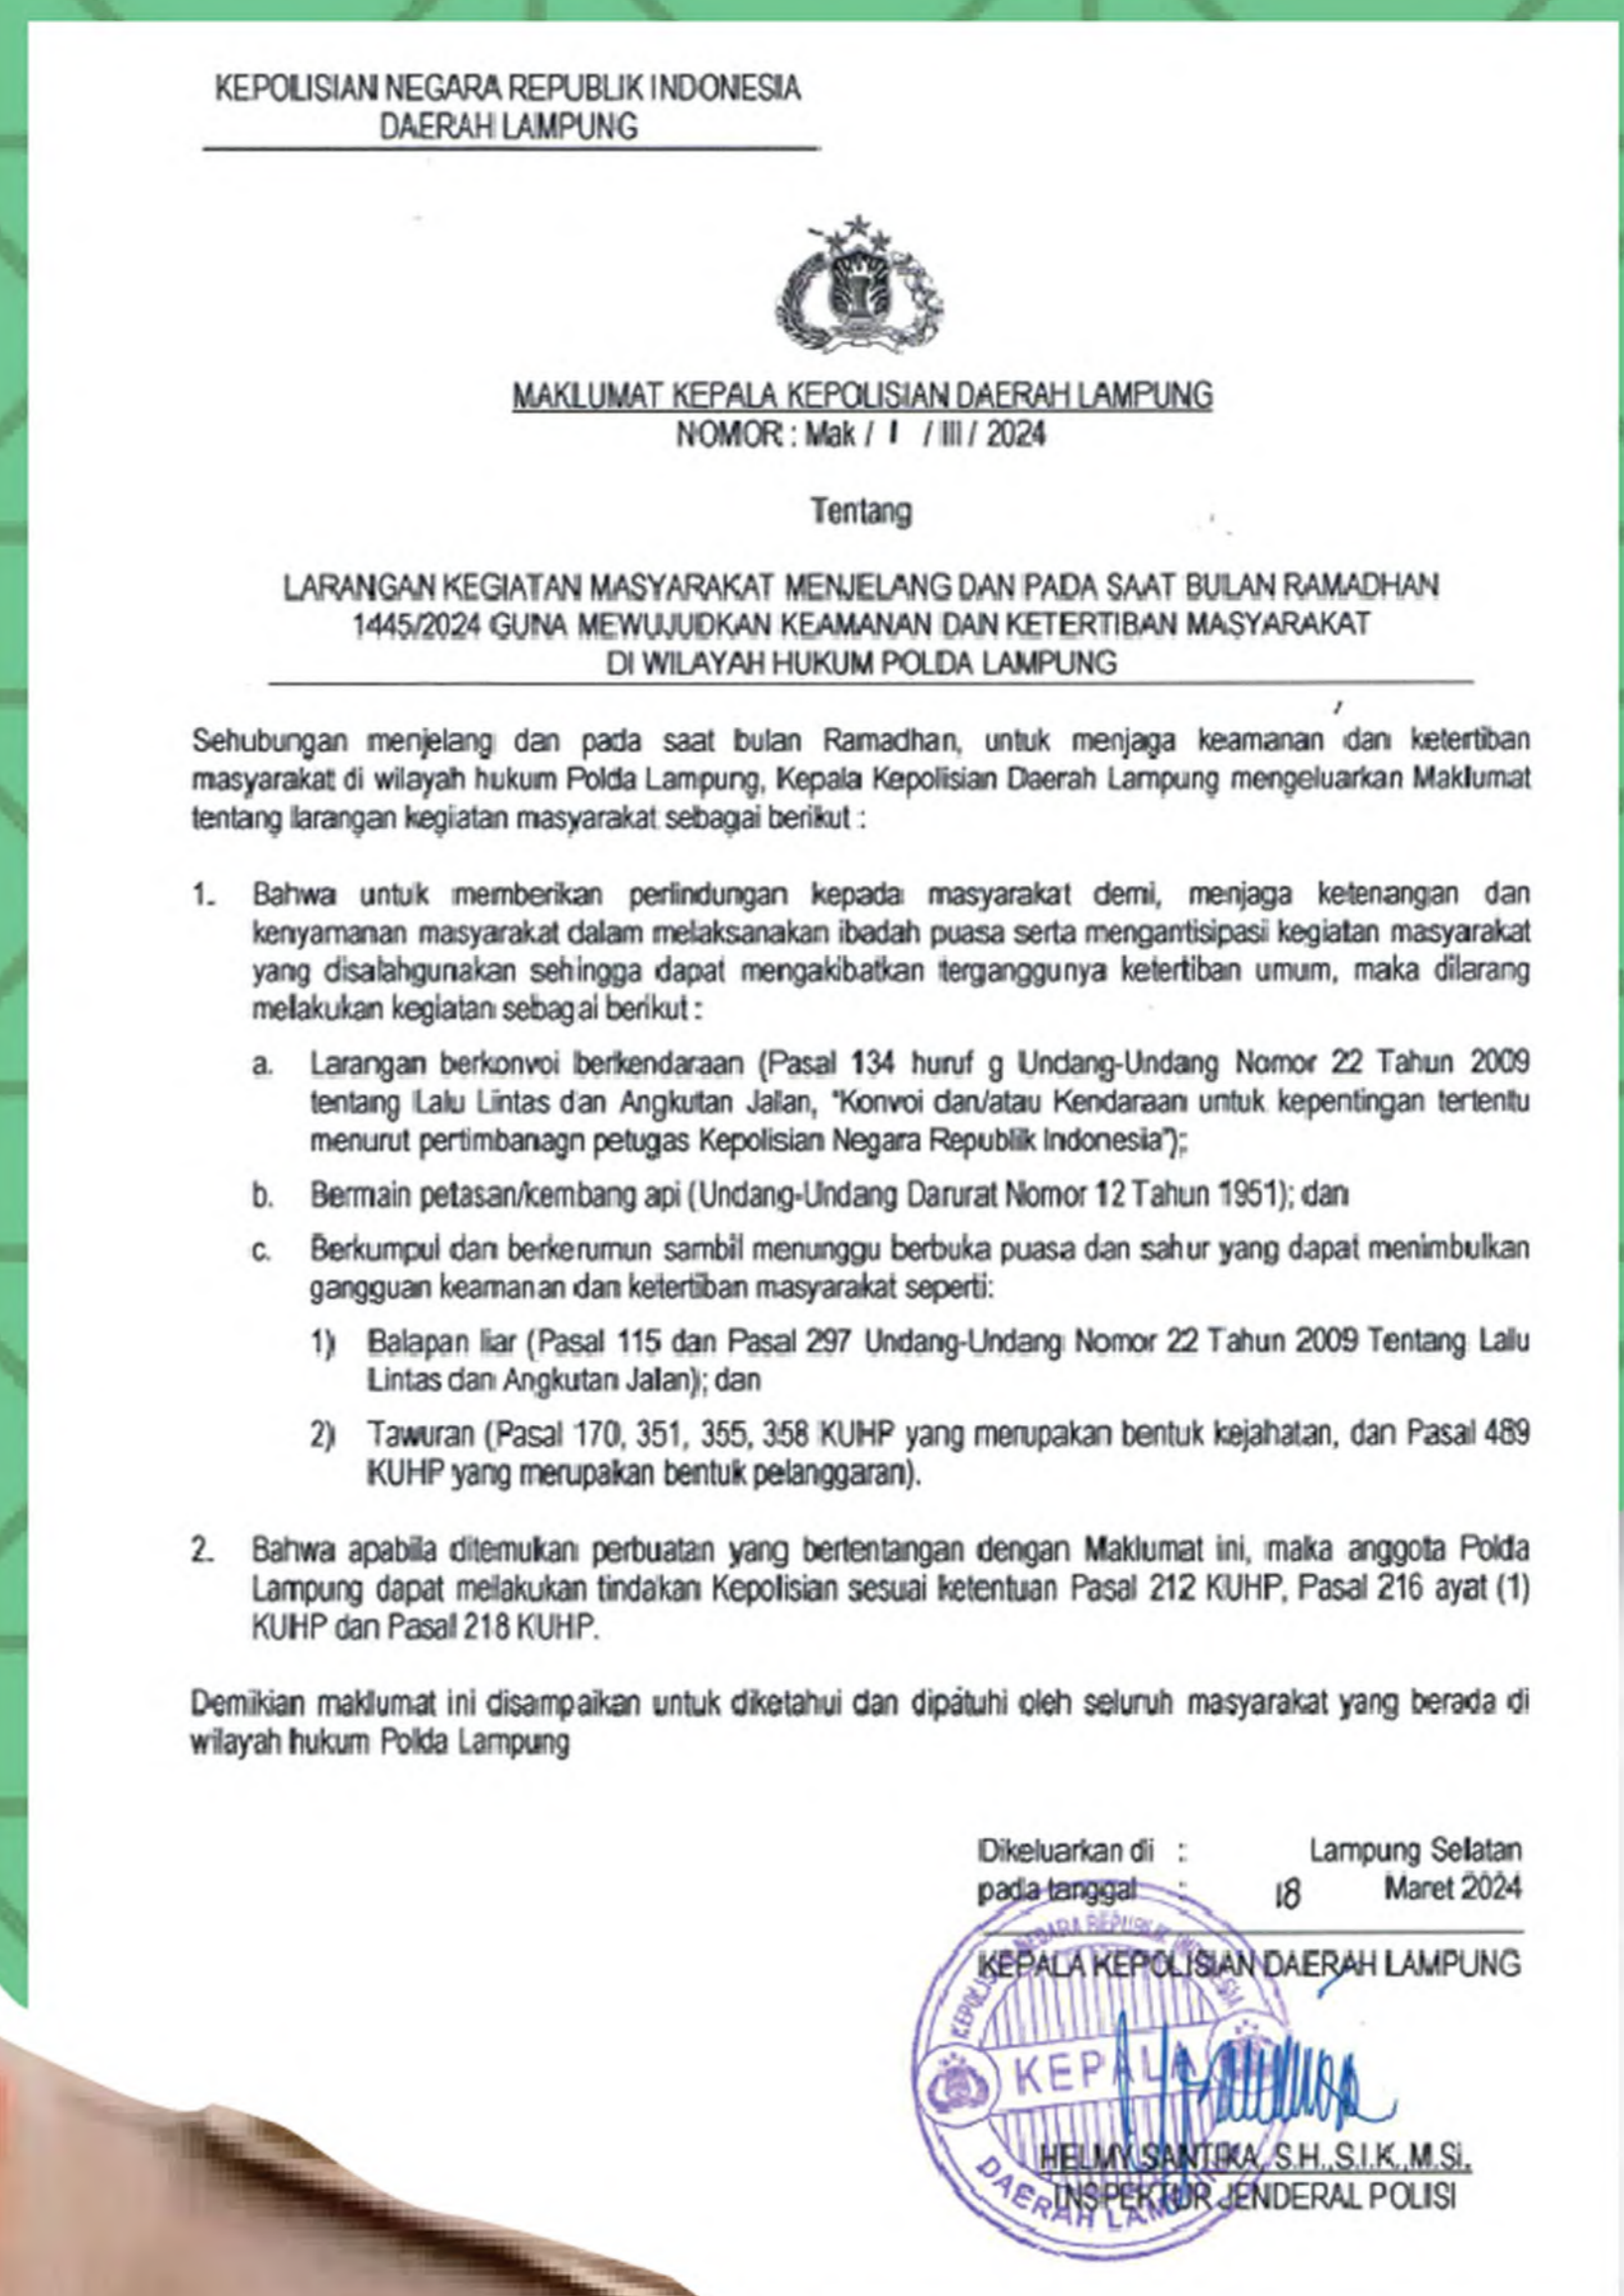 KEPOLISIAN NEGARA REPUBLIK INDONESIA
DAERAH LAMPUNG
MAKLUMAT KEPALA KEPOLISIAN DAERAH LAMPUNG
NOMOR : Mak / I / III / 2024
Tentang
LARANGAN KEGIATAN MASYARAKAT MENJELANG DAN PADA SAAT BULAN RAMADHAN
1445/2024 GUNA MEWUJUDKAN KEAMANAN DAN KETERTIBAN MASYARAKAT
DI WILAYAH HUKUM POLDA LAMPUNG
Sehubungan menjelang dan pada saat bulan Ramadhan, untuk menjaga keamanan dan ketertiban
masyarakat di wilayah hukum Polda Lampung, Kepala Kepolisian Daerah Lampung mengeluarkan Maklumat
tentang larangan kegiatan masyarakat sebagai berikut :
1. Bahwa untuk memberikan perlindungan kepada masyarakat demi, menjaga ketenangan dan
kenyamanan masyarakat dalam melaksanakan ibadah puasa serta mengantisipasi kegiatan masyarakat
yang disalahgunakan sehingga dapat mengakibatkan terganggunya ketertiban umum, maka dilarang
melakukan kegiatan sebagai berikut :
a. Larangan berkonvoi berkendaraan (Pasal 134 huruf g Undang-Undang Nomor 22 Tahun 2009
tentang Lalu Lintas dan Angkutan Jalan, "Konvoi dan/atau Kendaraan untuk kepentingan tertentu
menurut pertimbanagn petugas Kepolisian Negara Republik Indonesia");
b. Bermain petasan/kembang api (Undang-Undang Darurat Nomor 12 Tahun 1951); dan
c. Berkumpul dan berkerumun sambil menunggu berbuka puasa dan sahur yang dapat menimbulkan
gangguan keamanan dan ketertiban masyarakat seperti:
1) Balapan liar (Pasal 115 dan Pasal 297 Undang-Undang Nomor 22 Tahun 2009 Tentang Lalu
Lintas dan Angkutan Jalan); dan
2) Tawuran (Pasal 170, 351, 355, 358 KUHP yang merupakan bentuk kejahatan, dan Pasal 489
KUHP yang merupakan bentuk pelanggaran).
2. Bahwa apabila ditemukan perbuatan yang bertentangan dengan Maklumat ini, maka anggota Polda
Lampung dapat melakukan tindakan Kepolisian sesuai ketentuan Pasal 212 KUHP, Pasal 216 ayat (1)
KUHP dan Pasal 218 KUHP.
Demikian maklumat ini disampaikan untuk diketahui dan dipatuhi oleh seluruh masyarakat yang berada di
wilayah hukum Polda Lampung
Dikeluarkan di : Lampung Selatan
pada tanggal : 18 Maret 2024
KEPALA KEPOLISIAN DAERAH LAMPUNG
KEPOLISIAN NEGARA REPUBLIK INDONESIA
KEPALA
DAERAH LAMPUNG
HELMY SANTIKA, S.H.,S.I.K.,M.Si.
INSPEKTUR JENDERAL POLISI